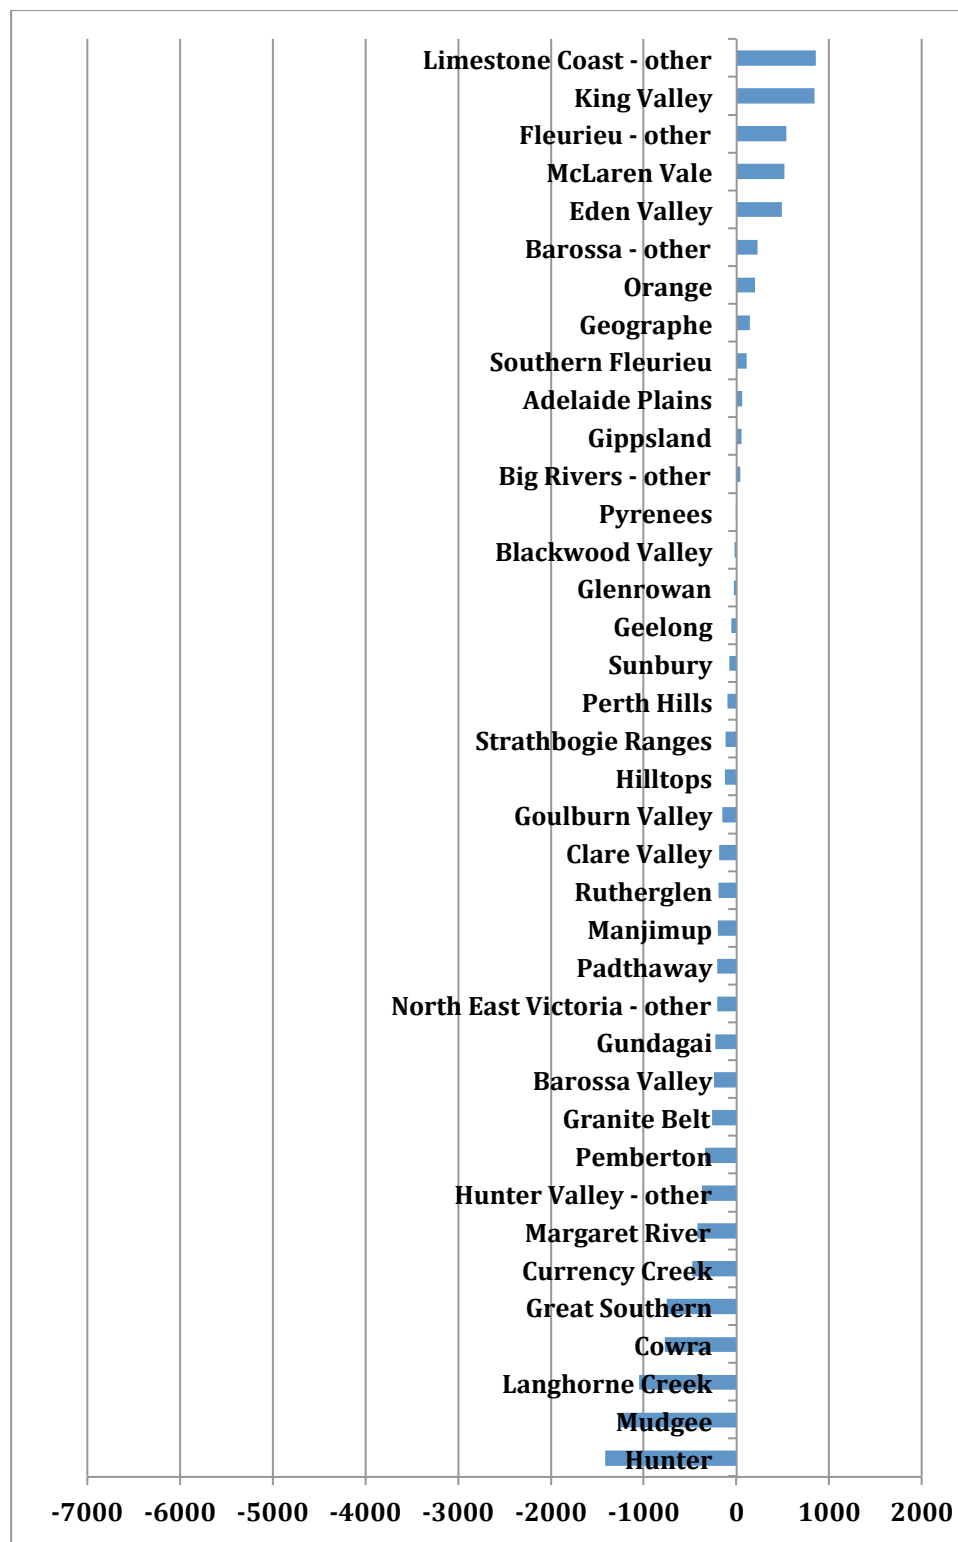 Limestone Coast - other
King Valley
Fleurieu - other
McLaren Vale
Eden Valley
Barossa - other
Orange
Geographe
Southern Fleurieu
Adelaide Plains
Gippsland
Big Rivers - other
Pyrenees
Blackwood Valley
Glenrowan
Geelong
Sunbury
Perth Hills
Strathbogie Ranges
Hilltops
Goulburn Valley
Clare Valley
Rutherglen
Manjimup
Padthaway
North East Victoria - other
Gundagai
Barossa Valley
Granite Belt
Pemberton
Hunter Valley - other
Margaret River
Currency Creek
Great Southern
Cowra
Langhorne Creek
Mudgee
Hunter
-7000 -6000 -5000 -4000 -3000 -2000 -1000 0 1000 2000